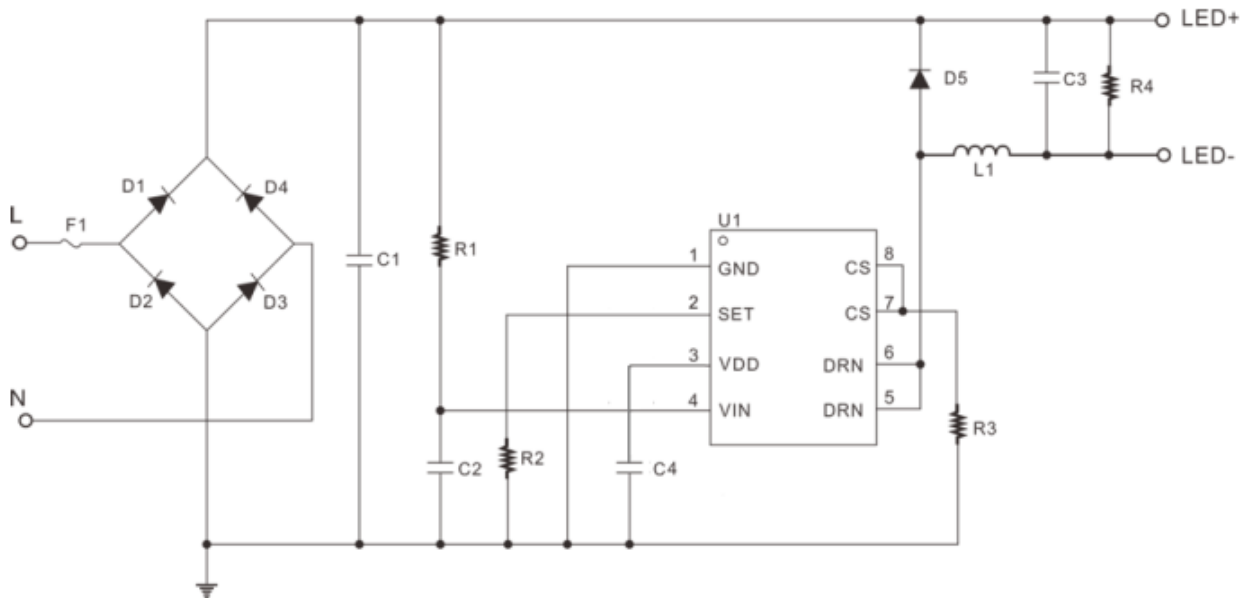 LED+
D5
C3
R4
LED-
L1
D1
D4
L
F1
D2
D3
N
C1
R1
U1
1
GND
CS
8
2
SET
CS
7
3
VDD
DRN
6
4
VIN
DRN
5
C2
R2
C4
R3